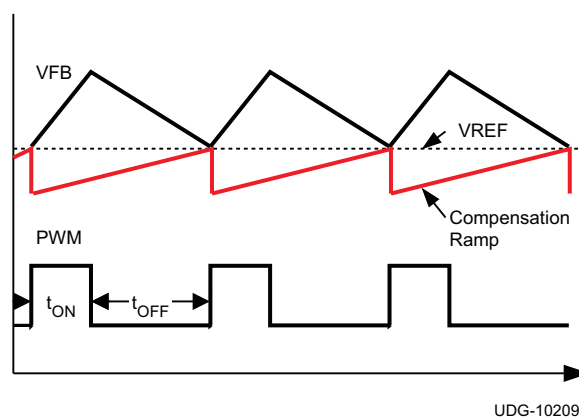 VFB
VREF
Compensation
Ramp
PWM
tON
tOFF
UDG-10209